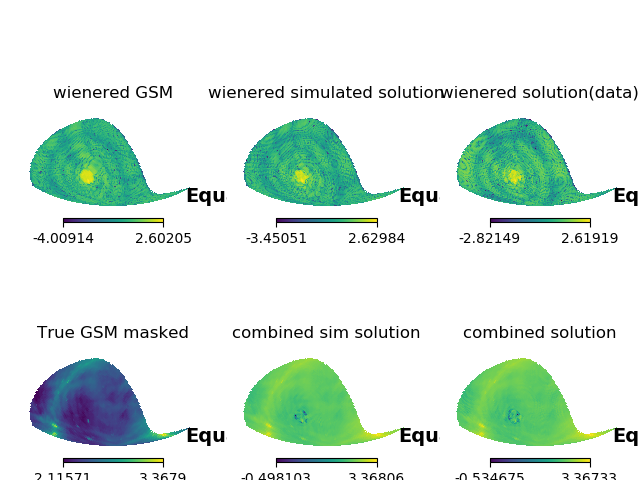 wienered GSM
wienered simulated solution
wienered solution(data)
Equ
Equ
Eq
-4.00914 2.60205
-3.45051 2.62984
-2.82149 2.61919
True GSM masked
combined sim solution
combined solution
Equ
Equ
Eq
2.11571 3.3679
-0.498103 3.36806
-0.534675 3.36733